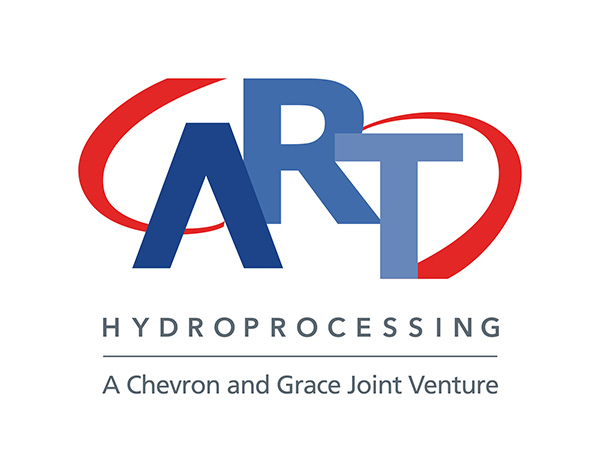 ART
HYDROPROCESSING
A Chevron and Grace Joint Venture